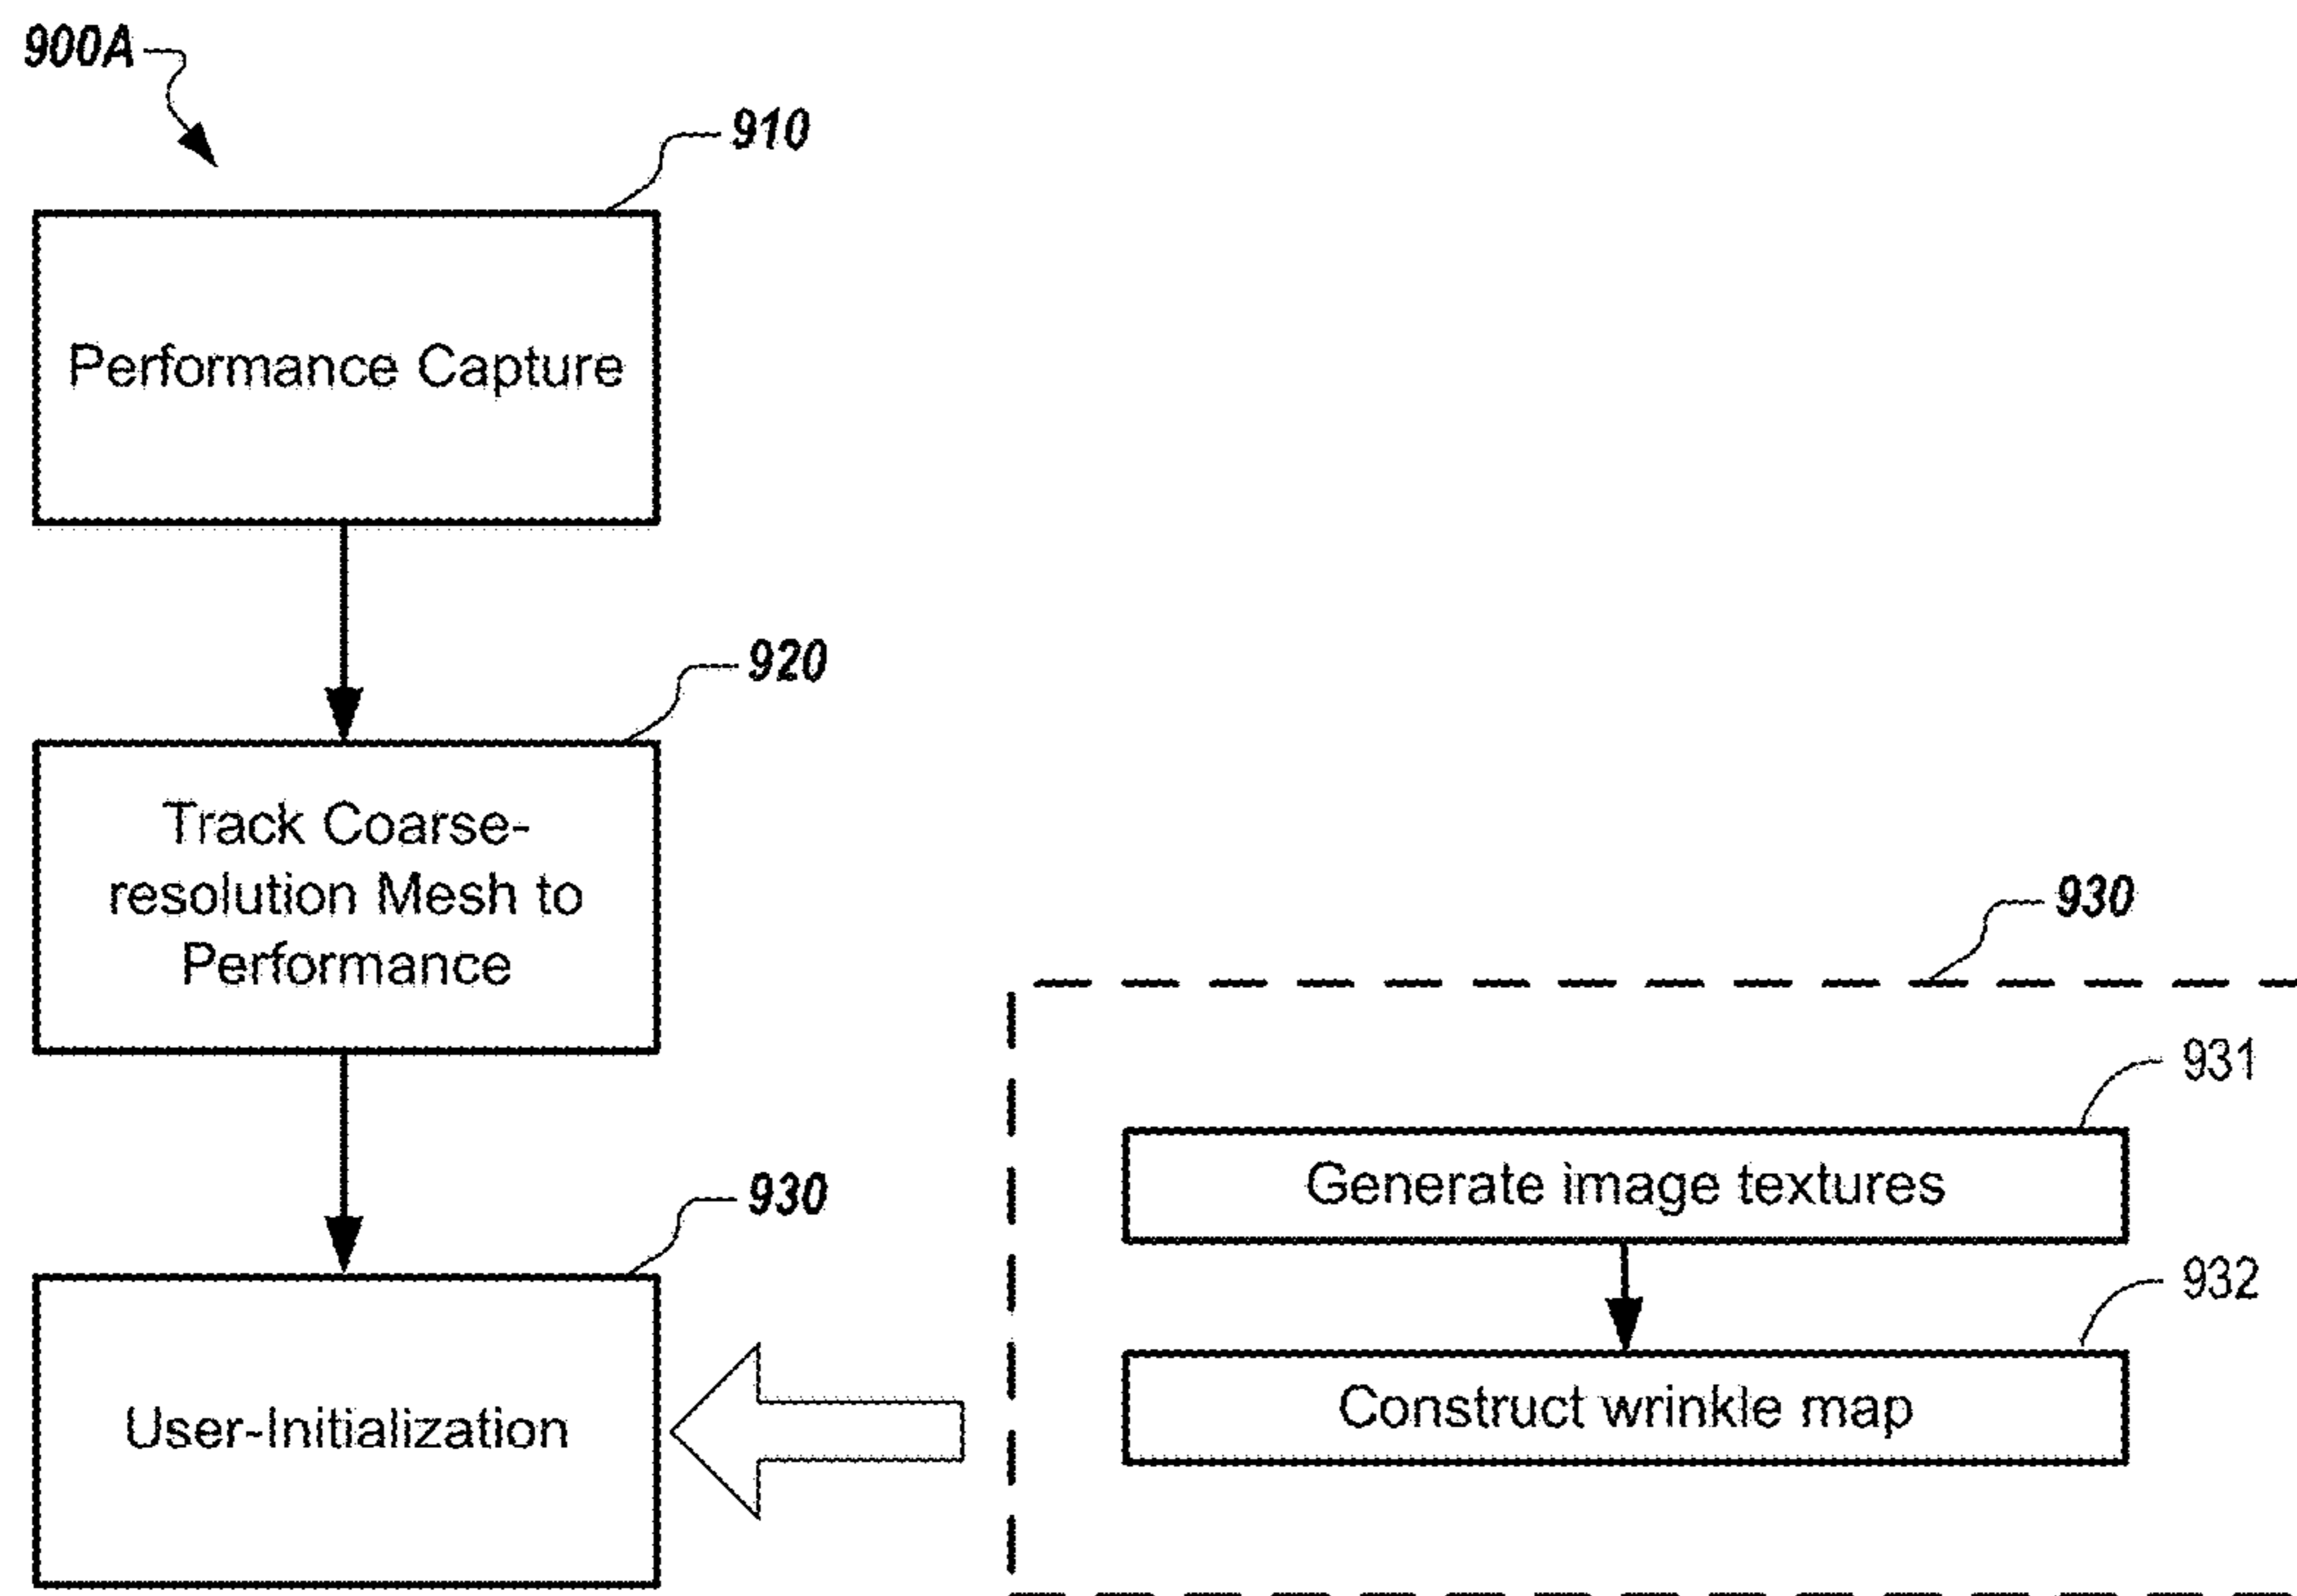 900A
910
Performance Capture
920
Track Coarse-
resolution Mesh to
Performance
930
User-Initialization
930
931
Generate image textures
932
Construct wrinkle map